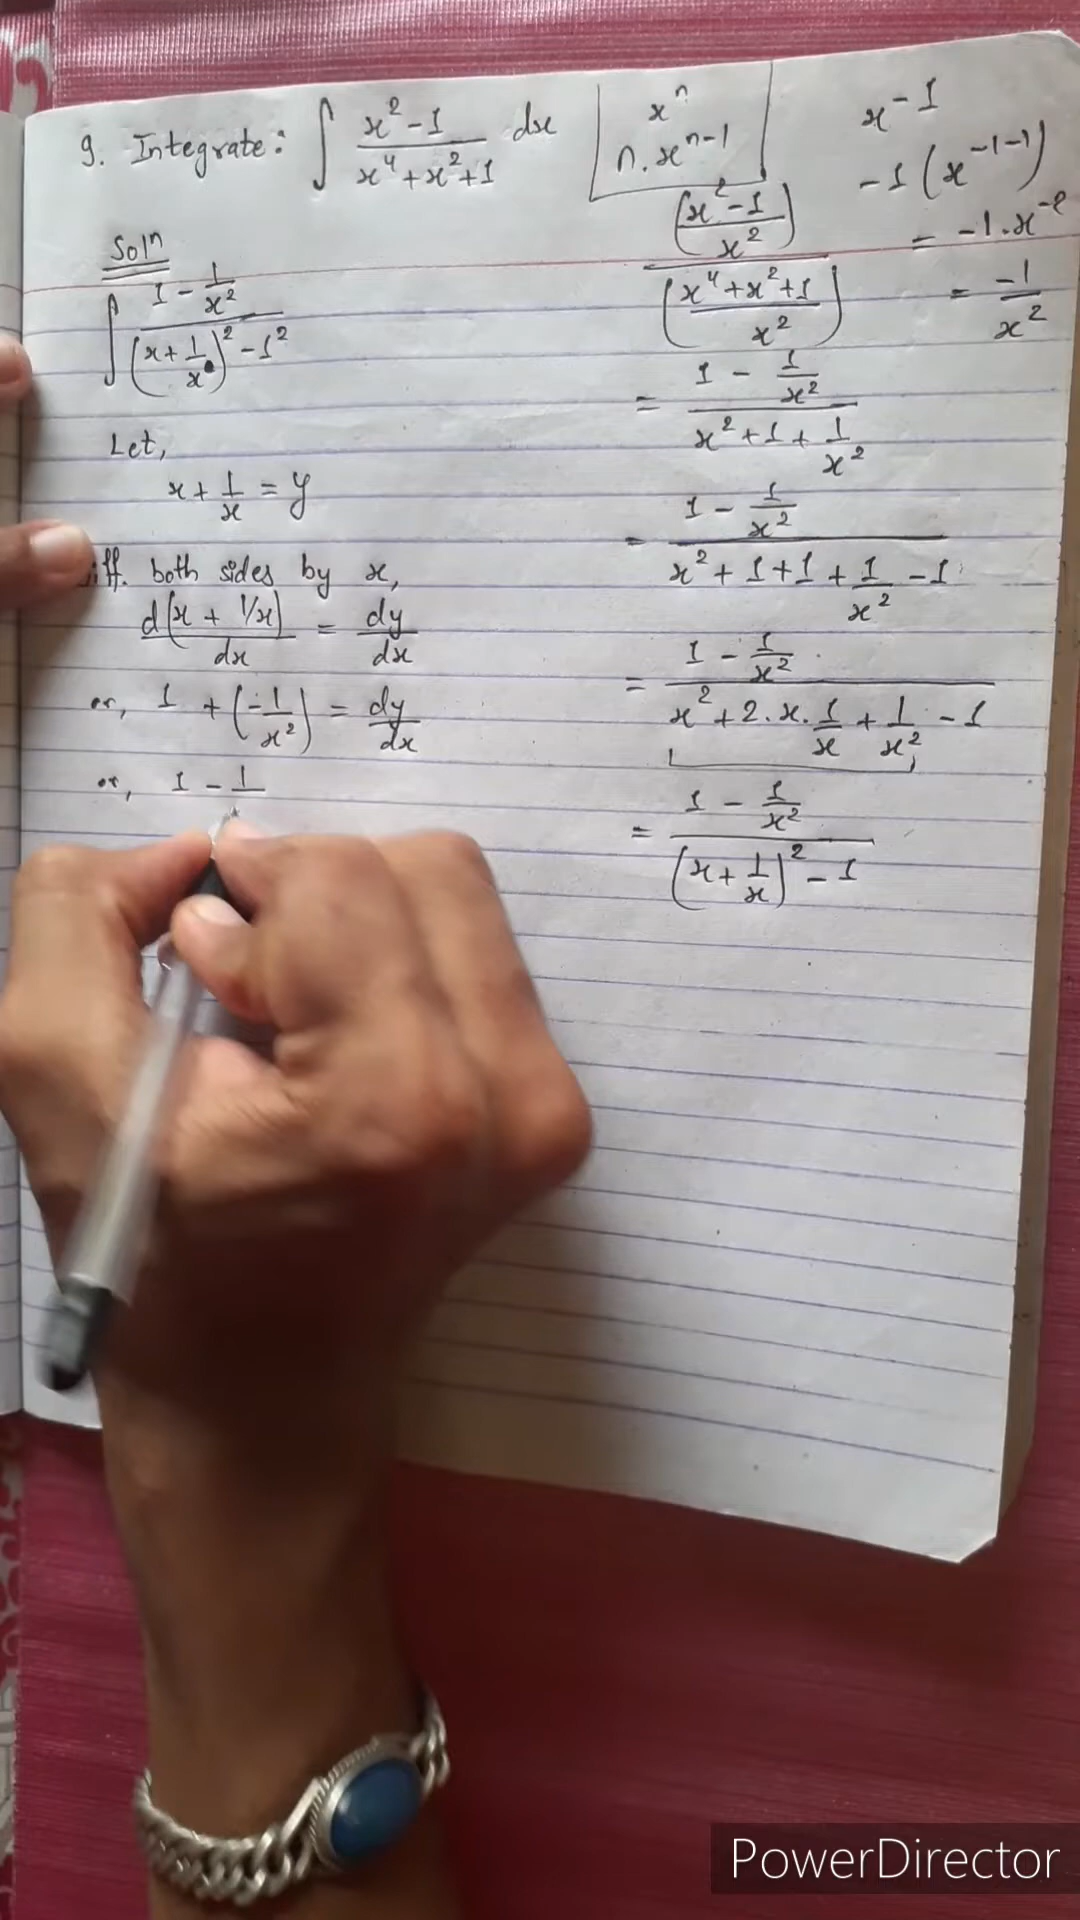 9. Integrate: ∫ (x² - 1)/(x⁴ + x² + 1) dx
Solⁿ
∫ (1 - 1/x²)/((x + 1/x)² - 1²)
Let,
x + 1/x = y
iff. both sides by x,
d(x + 1/x)/dx = dy/dx
or, 1 + (-1/x²) = dy/dx
or, 1 - 1
xⁿ
n.xⁿ⁻¹
((x² - 1)/x²)/((x⁴ + x² + 1)/x²)
= (1 - 1/x²)/(x² + 1 + 1/x²)
= (1 - 1/x²)/(x² + 1 + 1 + 1/x² - 1)
= (1 - 1/x²)/(x² + 2.x.1/x + 1/x² - 1)
= (1 - 1/x²)/((x + 1/x)² - 1)
x⁻¹
-1(x⁻¹⁻¹)
= -1.x⁻²
= -1/x²
PowerDirector